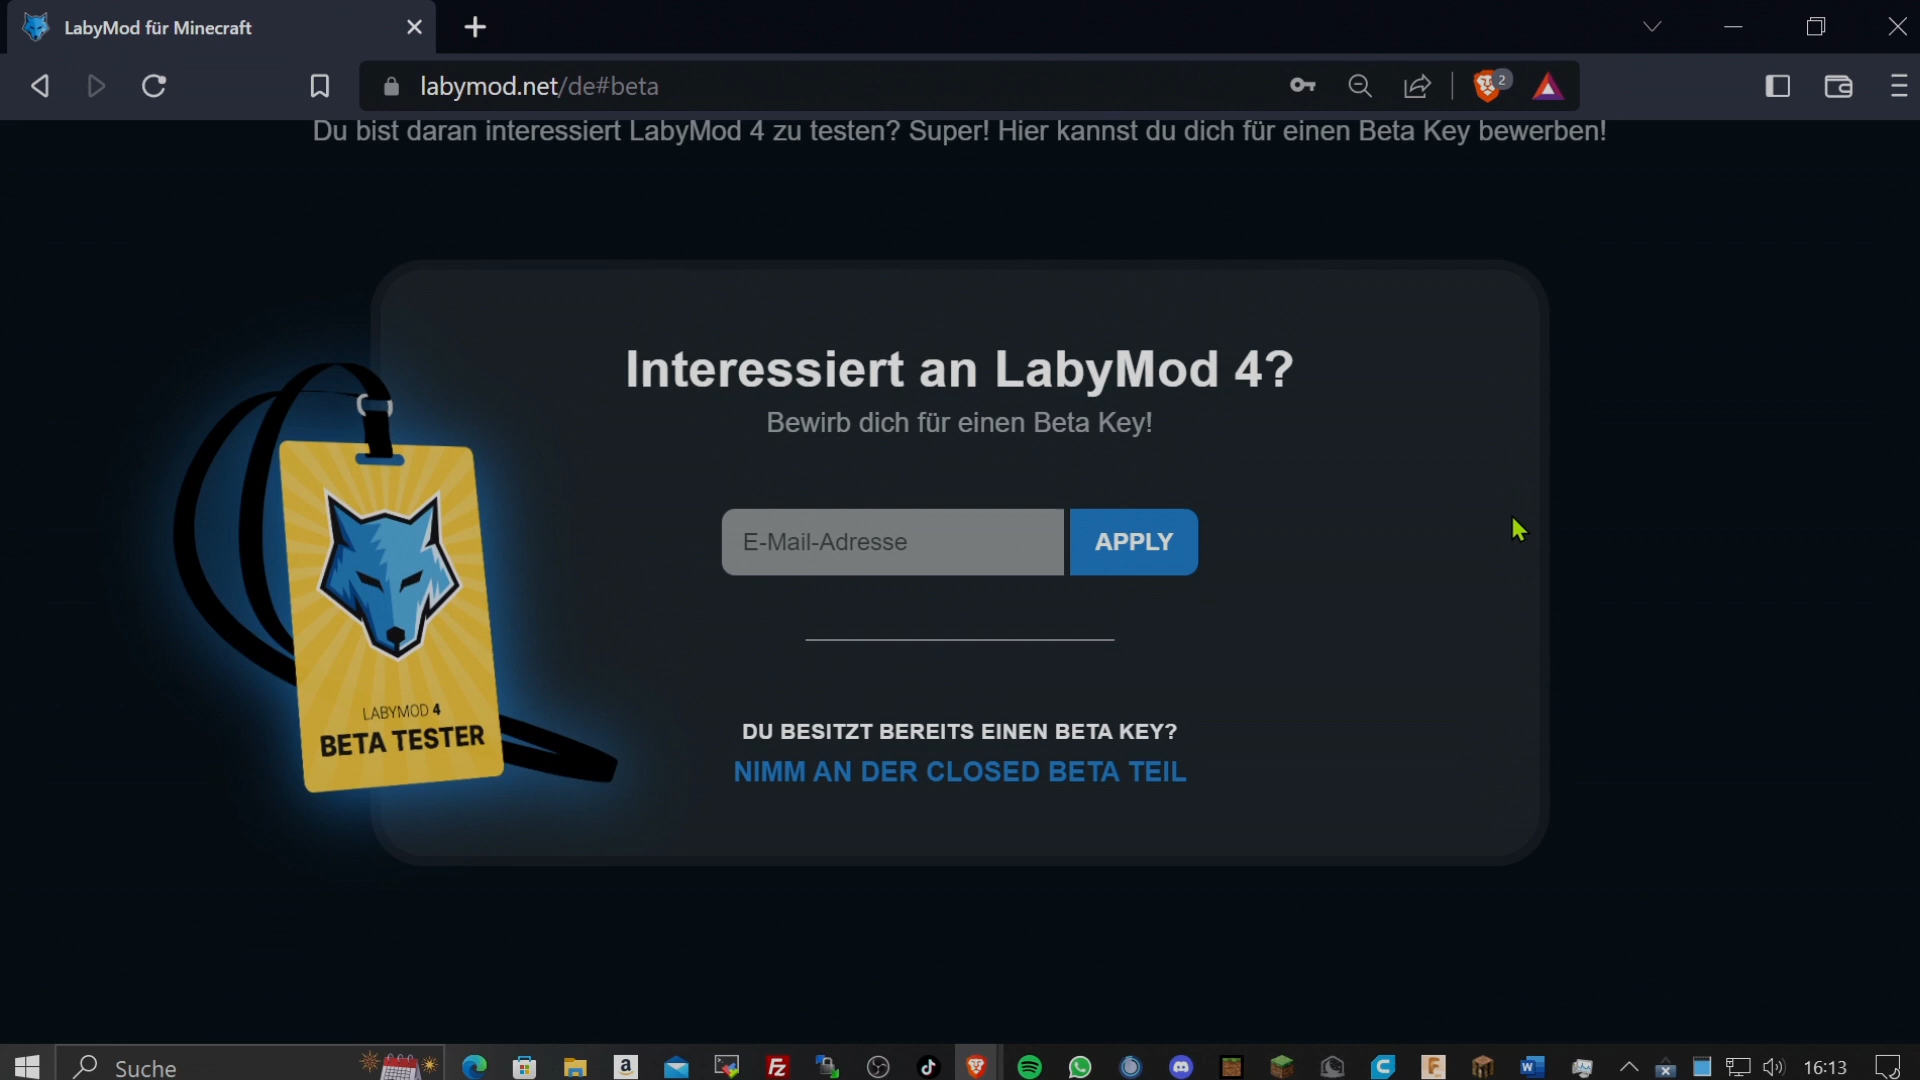 LabyMod für Minecraft
labymod.net/de#beta
2
Du bist daran interessiert LabyMod 4 zu testen? Super! Hier kannst du dich für einen Beta Key bewerben!
Interessiert an LabyMod 4?
Bewirb dich für einen Beta Key!
E-Mail-Adresse
APPLY
LABYMOD 4
BETA TESTER
DU BESITZT BEREITS EINEN BETA KEY?
NIMM AN DER CLOSED BETA TEIL
Suche
16:13